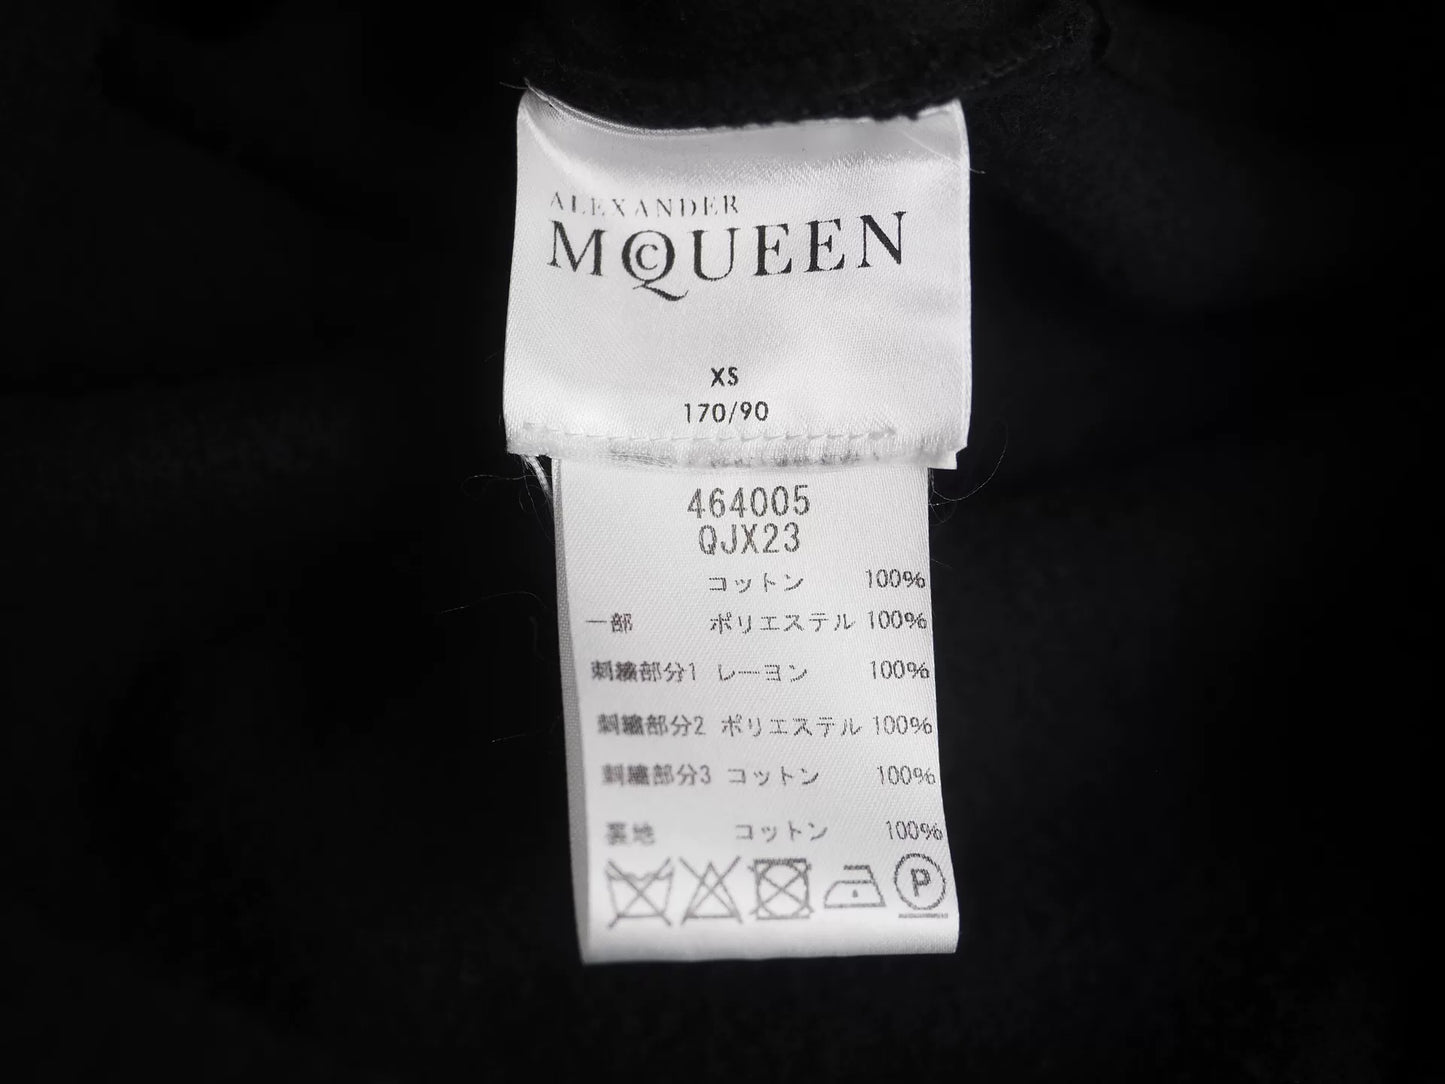 ALEXANDER
McQUEEN
XS
170/90
464005
QJX23
コットン 100%
一部 ポリエステル 100%
刺繍部分1 レーヨン 100%
刺繍部分2 ポリエステル 100%
刺繍部分3 コットン 100%
裏地 コットン 100%
P